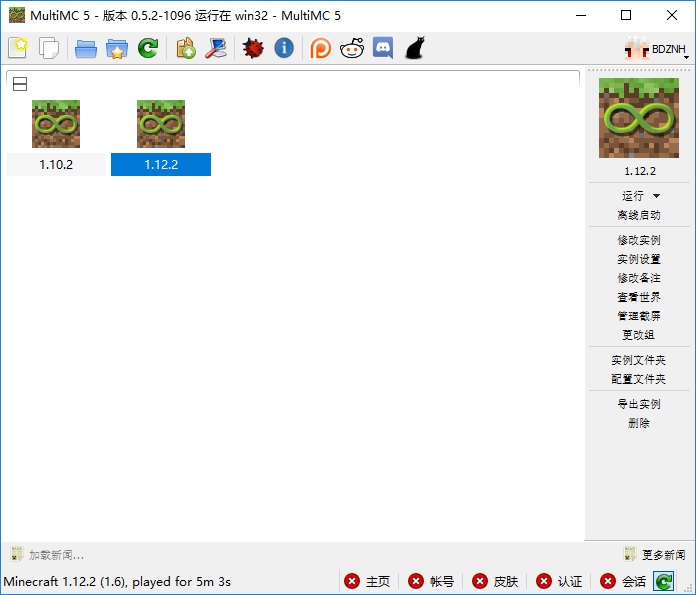 MultiMC 5 - 版本 0.5.2-1096 运行在 win32 - MultiMC 5
BDZNH
1.10.2
1.12.2
1.12.2
运行
离线启动
修改实例
实例设置
修改备注
查看世界
管理截屏
更改组
实例文件夹
配置文件夹
导出实例
删除
加载新闻...
更多新闻
Minecraft 1.12.2 (1.6), played for 5m 3s
主页
帐号
皮肤
认证
会话